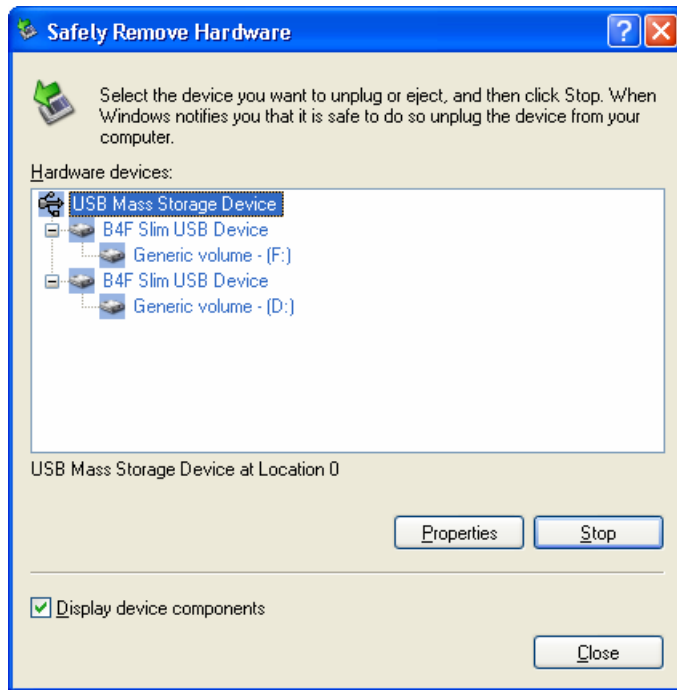 Safely Remove Hardware
Select the device you want to unplug or eject, and then click Stop. When
Windows notifies you that it is safe to do so unplug the device from your
computer.
Hardware devices:
USB Mass Storage Device
B4F Slim USB Device
Generic volume - (F:)
B4F Slim USB Device
Generic volume - (D:)
USB Mass Storage Device at Location 0
Properties Stop
Display device components
Close